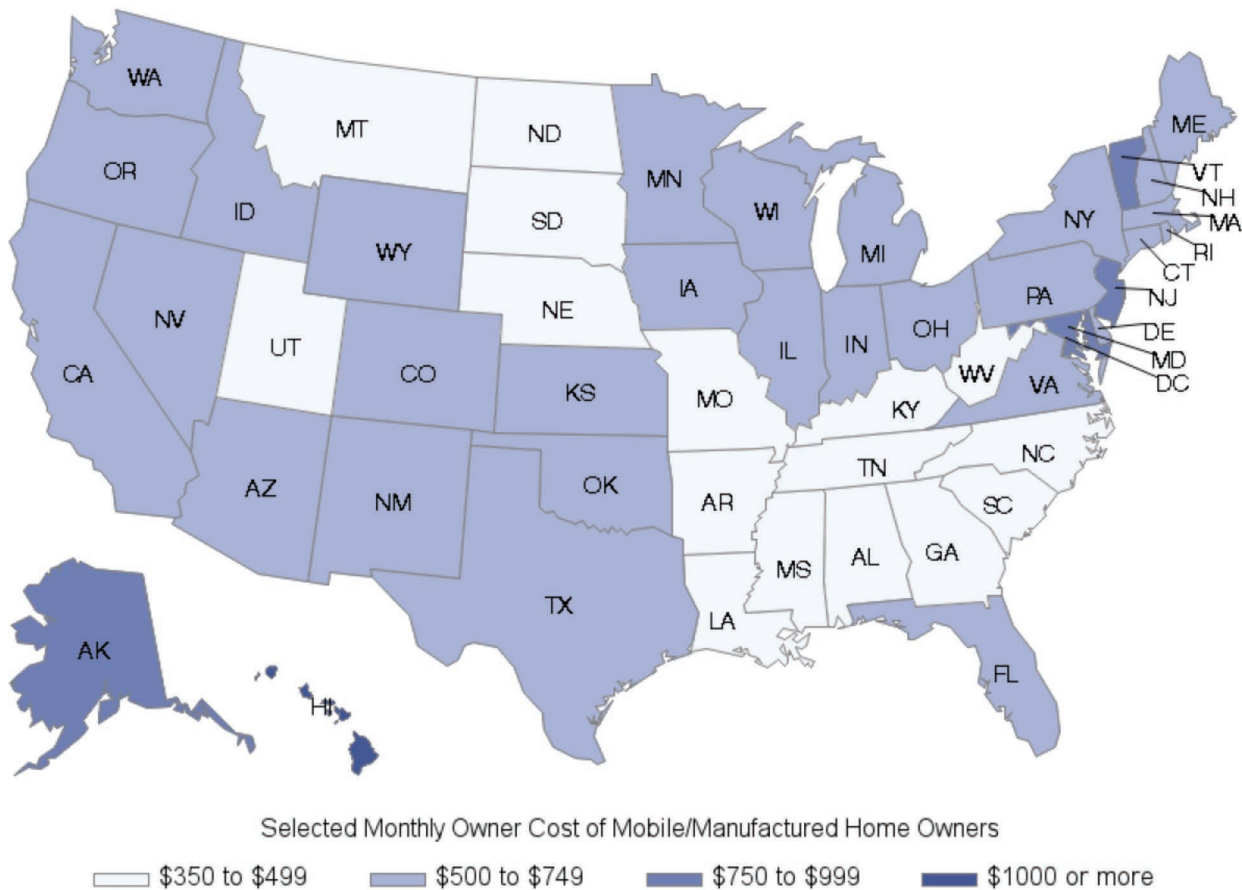 WA
MT
ND
ME
OR
MN
VT
ID
SD
WI
NH
NY
MA
WY
MI
RI
CT
IA
PA
NJ
NE
NV
OH
DE
UT
IL
IN
MD
CA
CO
WV
DC
KS
VA
MO
KY
NC
TN
AZ
OK
NM
AR
SC
MS
AL
GA
TX
LA
AK
FL
HI
Selected Monthly Owner Cost of Mobile/Manufactured Home Owners
$350 to $499 $500 to $749 $750 to $999 $1000 or more